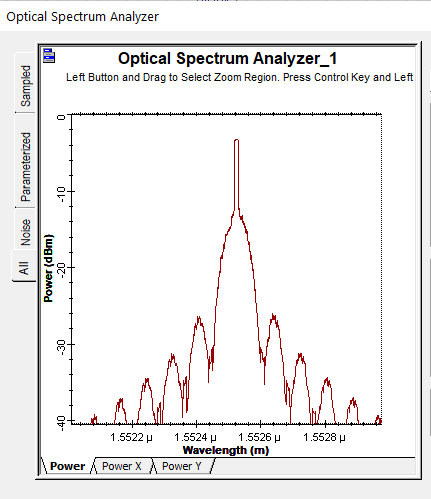 Optical Spectrum Analyzer
Optical Spectrum Analyzer_1
Left Button and Drag to Select Zoom Region. Press Control Key and Left
Sampled
Parameterized
Noise
All
Power (dBm)
0
-10
-20
-30
-40
1.5522 µ 1.5524 µ 1.5526 µ 1.5528 µ
Wavelength (m)
Power Power X Power Y